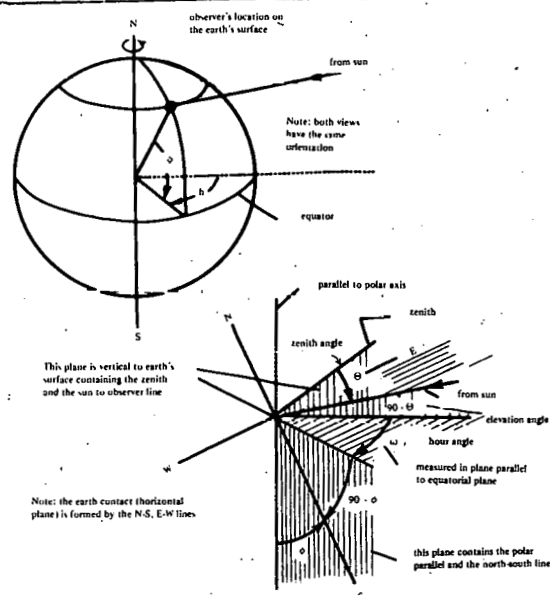 N
observer's location on
the earth's surface
from sun
Note: both views
have the same
orientation
φ
h
equator
S
parallel to polar axis
zenith
N
zenith angle
E
Θ
This plane is vertical to earth's
surface containing the zenith
and the sun to observer line
from sun
90 - Θ
elevation angle
ω,
hour angle
W
measured in plane parallel
to equatorial plane
Note: the earth contact (horizontal
plane) is formed by the N-S, E-W lines
90 - φ
φ
this plane contains the polar
parallel and the north-south line